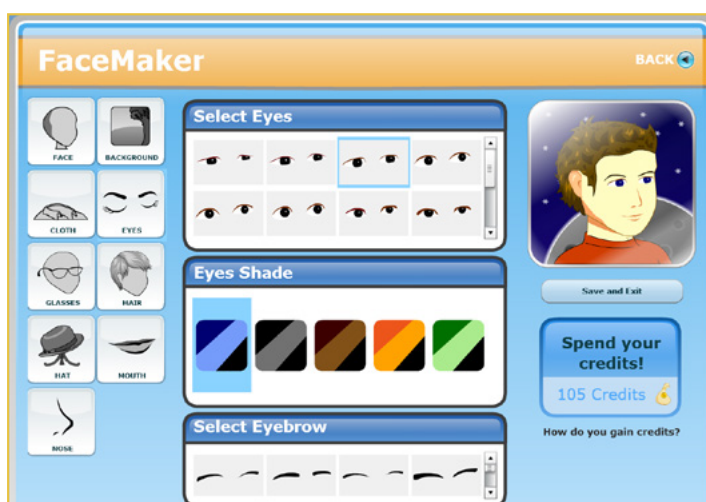 FaceMaker
BACK
FACE
BACKGROUND
CLOTH
EYES
GLASSES
HAIR
HAT
MOUTH
NOSE
Select Eyes
Eyes Shade
Select Eyebrow
Save and Exit
Spend your
credits!
105 Credits
How do you gain credits?